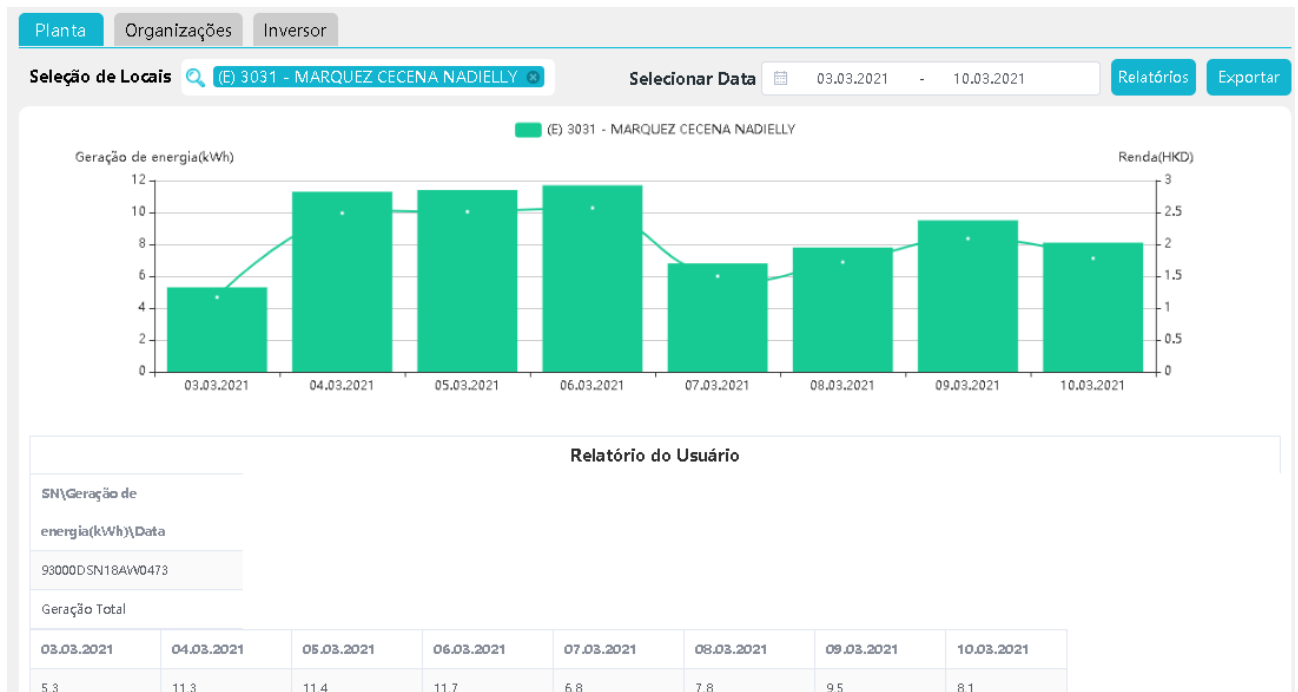 Planta Organizações Inversor
Seleção de Locais (E) 3031 - MARQUEZ CECENA NADIELLY Selecionar Data 03.03.2021 - 10.03.2021 Relatórios Exportar
(E) 3031 - MARQUEZ CECENA NADIELLY
Geração de energia(kWh) Renda(HKD)
12 3
10 2.5
8 2
6 1.5
4 1
2 0.5
0 0
03.03.2021 04.03.2021 05.03.2021 06.03.2021 07.03.2021 08.03.2021 09.03.2021 10.03.2021
Relatório do Usuário
SN\Geração de
energia(kWh)\Data
93000DSN18AW0473
Geração Total
03.03.2021 04.03.2021 05.03.2021 06.03.2021 07.03.2021 08.03.2021 09.03.2021 10.03.2021
5.3 11.3 11.4 11.7 6.8 7.8 9.5 8.1